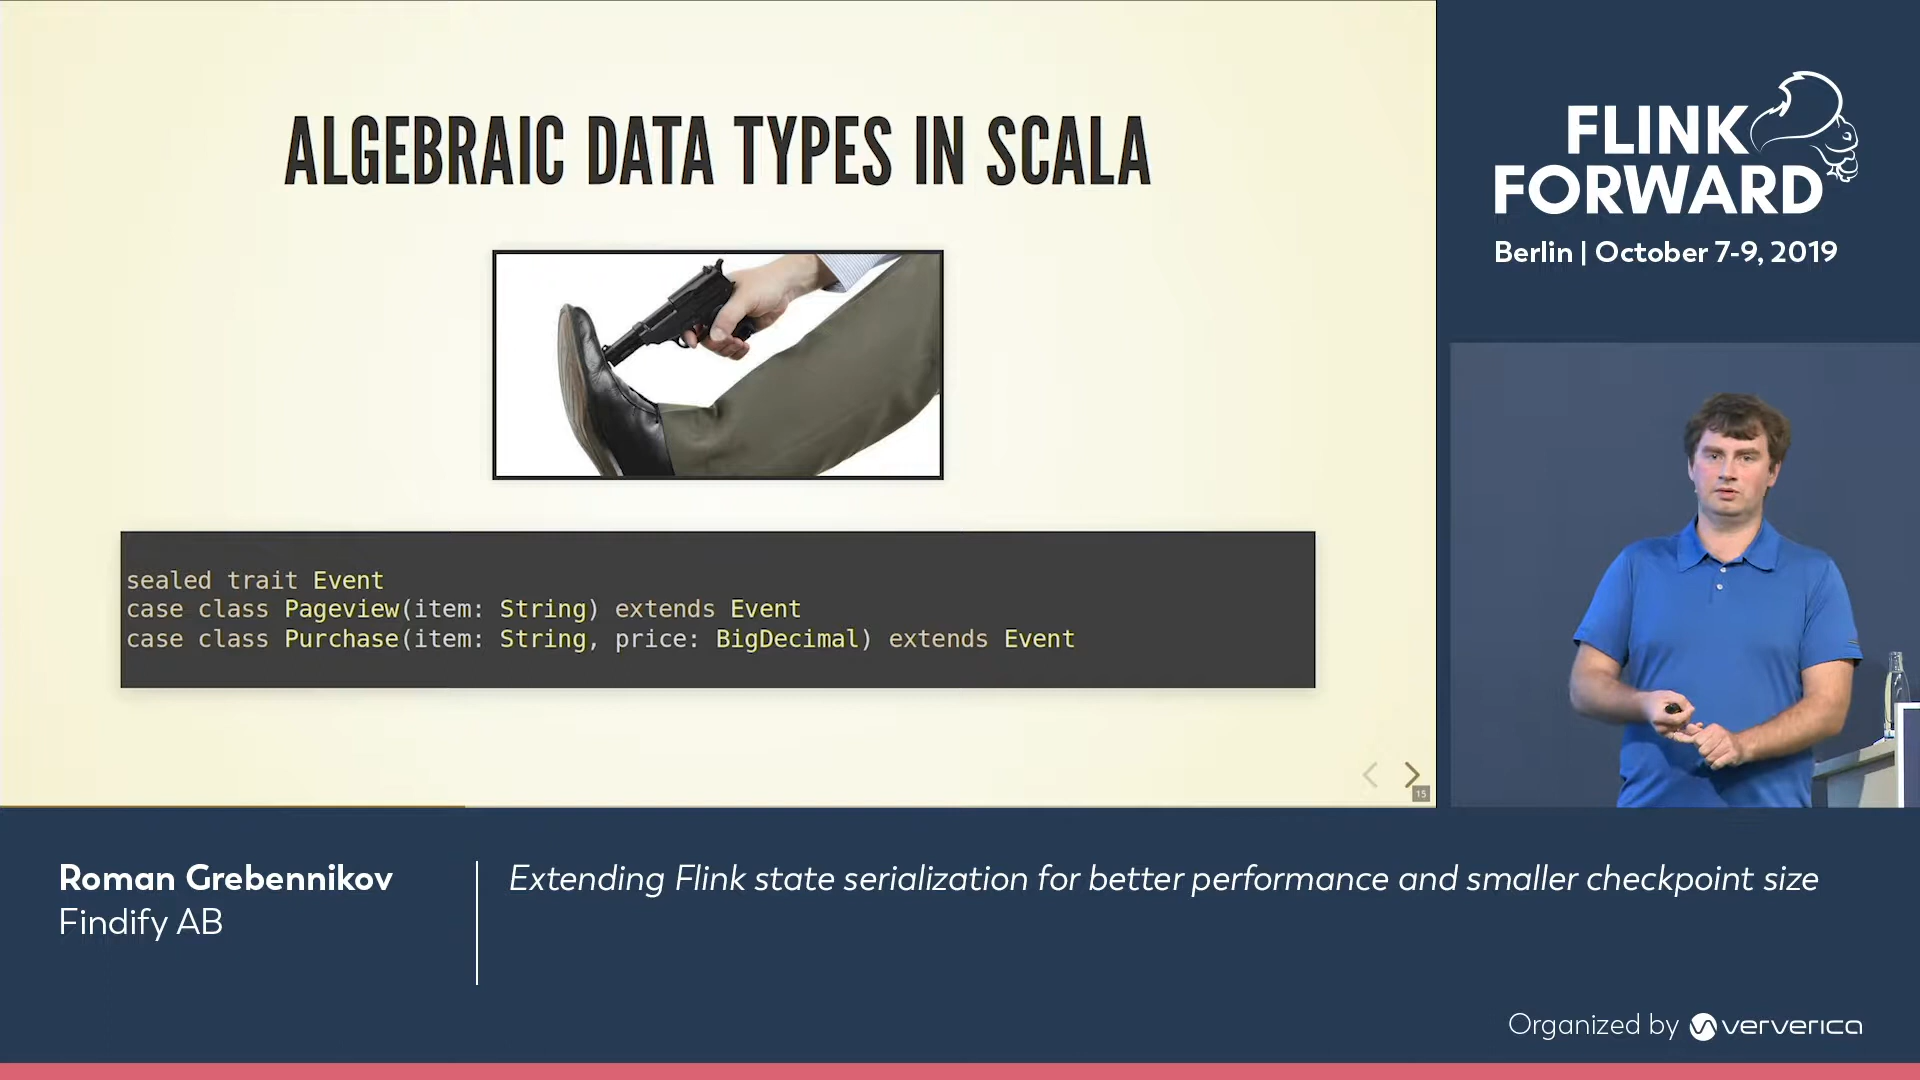 ALGEBRAIC DATA TYPES IN SCALA
sealed trait Event
case class Pageview(item: String) extends Event
case class Purchase(item: String, price: BigDecimal) extends Event
15
FLINK
FORWARD
Berlin | October 7-9, 2019
Roman Grebennikov
Findify AB
Extending Flink state serialization for better performance and smaller checkpoint size
Organized by ververica